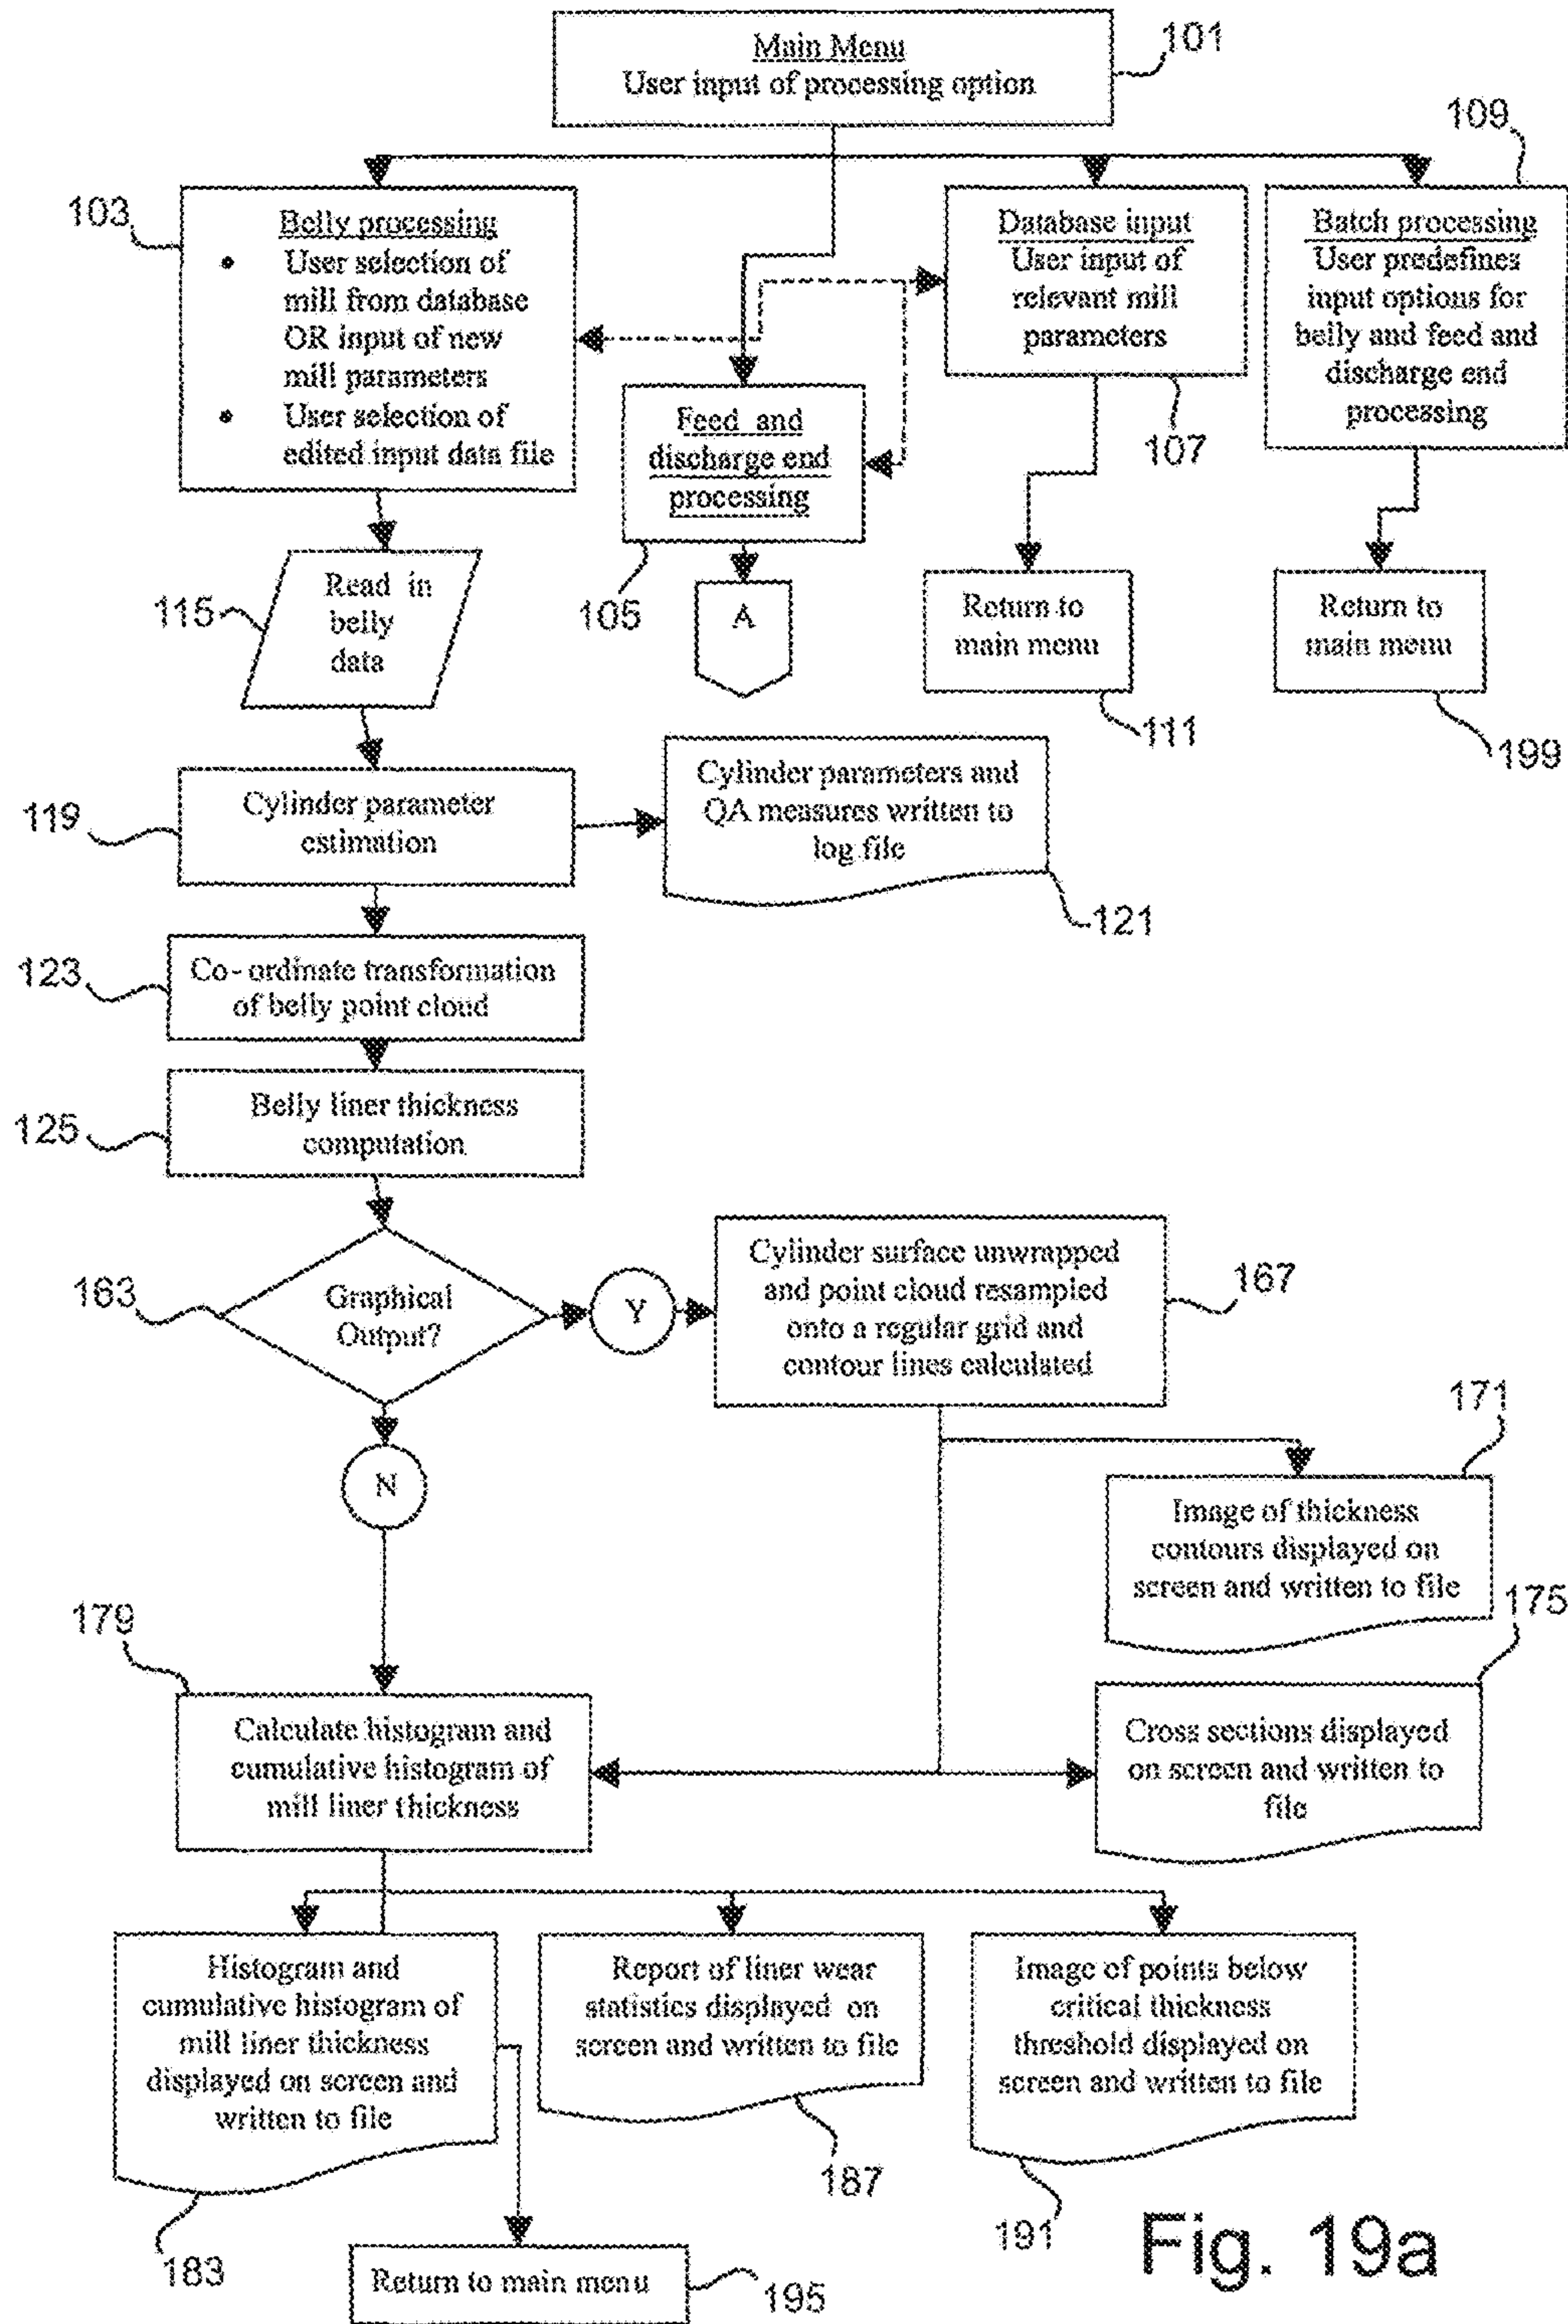 Main Menu
User input of processing option
101
109
103
Belly processing
• User selection of
mill from database
OR input of new
mill parameters
• User selection of
edited input data file
Database input
User input of
relevant mill
parameters
107
Batch processing
User predefines
input options for
belly and feed and
discharge end
processing
Feed and
discharge end
processing
105
115
Read in
belly
data
A
Return to
main menu
111
Return to
main menu
199
119
Cylinder parameter
estimation
Cylinder parameters and
QA measures written to
log file
121
123
Co-ordinate transformation
of belly point cloud
125
Belly liner thickness
computation
163
Graphical
Output?
Y
Cylinder surface unwrapped
and point cloud resampled
onto a regular grid and
contour lines calculated
167
N
171
Image of thickness
contours displayed on
screen and written to file
175
179
Calculate histogram and
cumulative histogram of
mill liner thickness
Cross sections displayed
on screen and written to
file
Histogram and
cumulative histogram of
mill liner thickness
displayed on screen and
written to file
183
Report of liner wear
statistics displayed on
screen and written to file
187
Image of points below
critical thickness
threshold displayed on
screen and written to file
191
Return to main menu
195
Fig. 19a